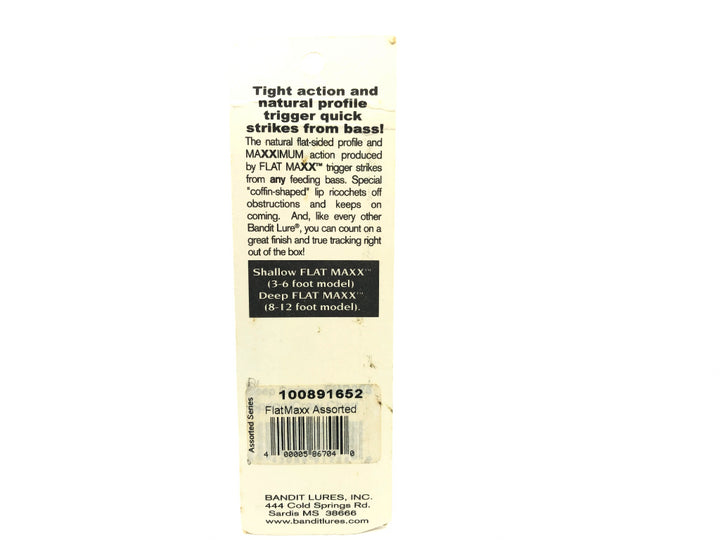 Tight action and
natural profile
trigger quick
strikes from bass!
The natural flat-sided profile and
MAXXIMUM action produced
by FLAT MAXX™ trigger strikes
from any feeding bass. Special
"coffin-shaped" lip ricochets off
obstructions and keeps on
coming. And, like every other
Bandit Lure®, you can count on a
great finish and true tracking right
out of the box!
Shallow FLAT MAXX™
(3-6 foot model)
Deep FLAT MAXX™
(8-12 foot model).
100891652
FlatMaxx Assorted
Assorted Series
4 00005 86704 0
BANDIT LURES, INC.
444 Cold Springs Rd.
Sardis MS 38666
www.banditlures.com